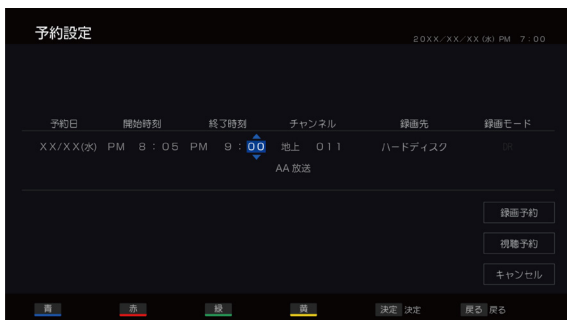 予約設定
20XX/XX/XX (水) PM 7:00
予約日 開始時刻 終了時刻 チャンネル 録画先 録画モード
XX/XX(水) PM 8:05 PM 9:00 地上 011 ハードディスク DR
AA 放送
録画予約
視聴予約
キャンセル
青 赤 緑 黄 決定 決定 戻る 戻る